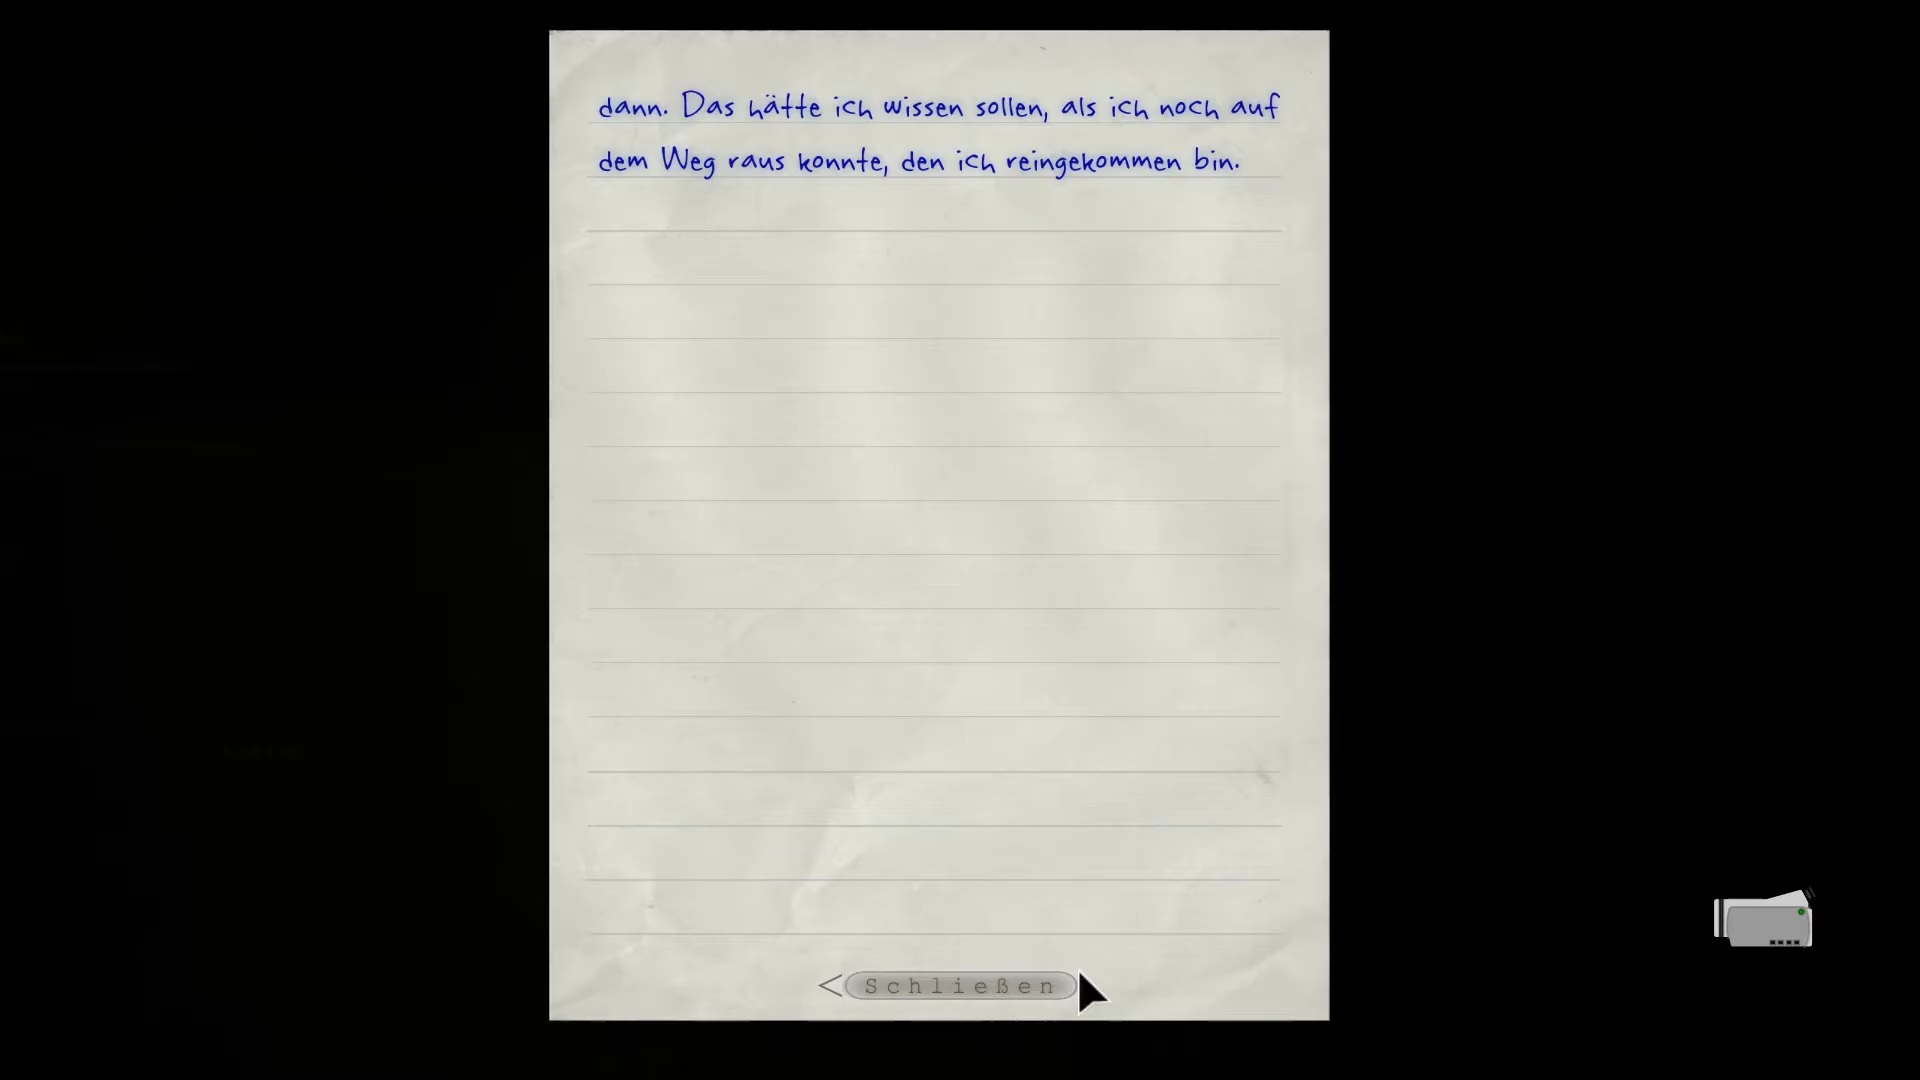 dann. Das hätte ich wissen sollen, als ich noch auf
dem Weg raus konnte, den ich reingekommen bin.
< Schließen